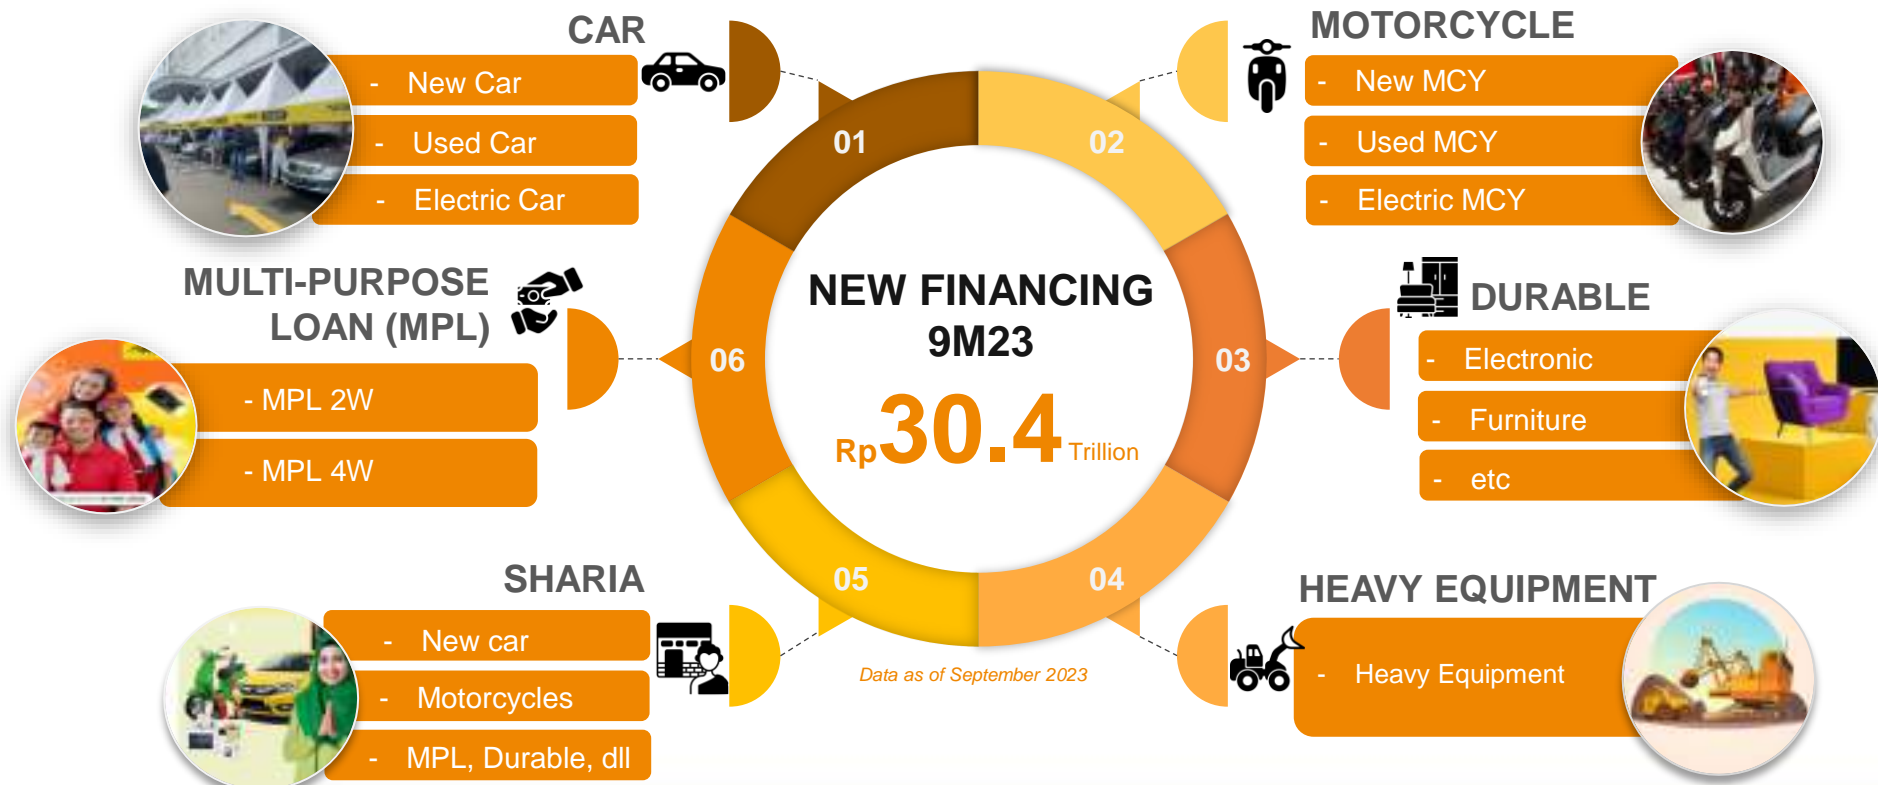 CAR
- New Car
- Used Car
- Electric Car
MOTORCYCLE
- New MCY
- Used MCY
- Electric MCY
01
02
03
04
05
06
NEW FINANCING
9M23
Rp30.4 Trillion
Data as of September 2023
MULTI-PURPOSE
LOAN (MPL)
- MPL 2W
- MPL 4W
DURABLE
- Electronic
- Furniture
- etc
SHARIA
- New car
- Motorcycles
- MPL, Durable, dll
HEAVY EQUIPMENT
- Heavy Equipment